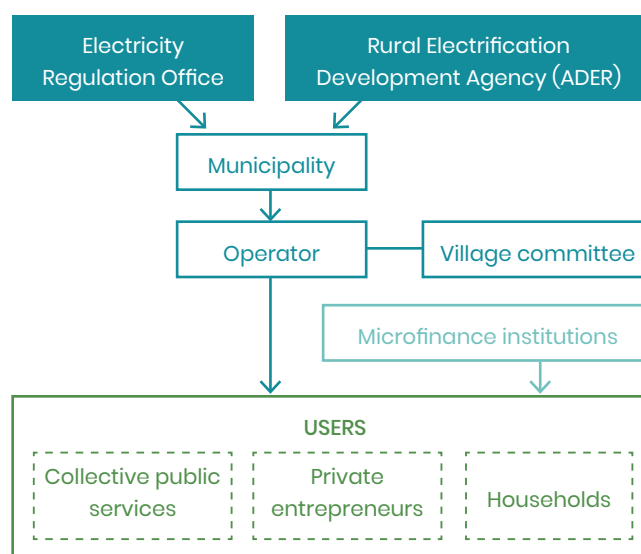 Electricity
Regulation Office
Rural Electrification
Development Agency (ADER)
Municipality
Operator
Village committee
Microfinance institutions
USERS
Collective public
services
Private
entrepreneurs
Households